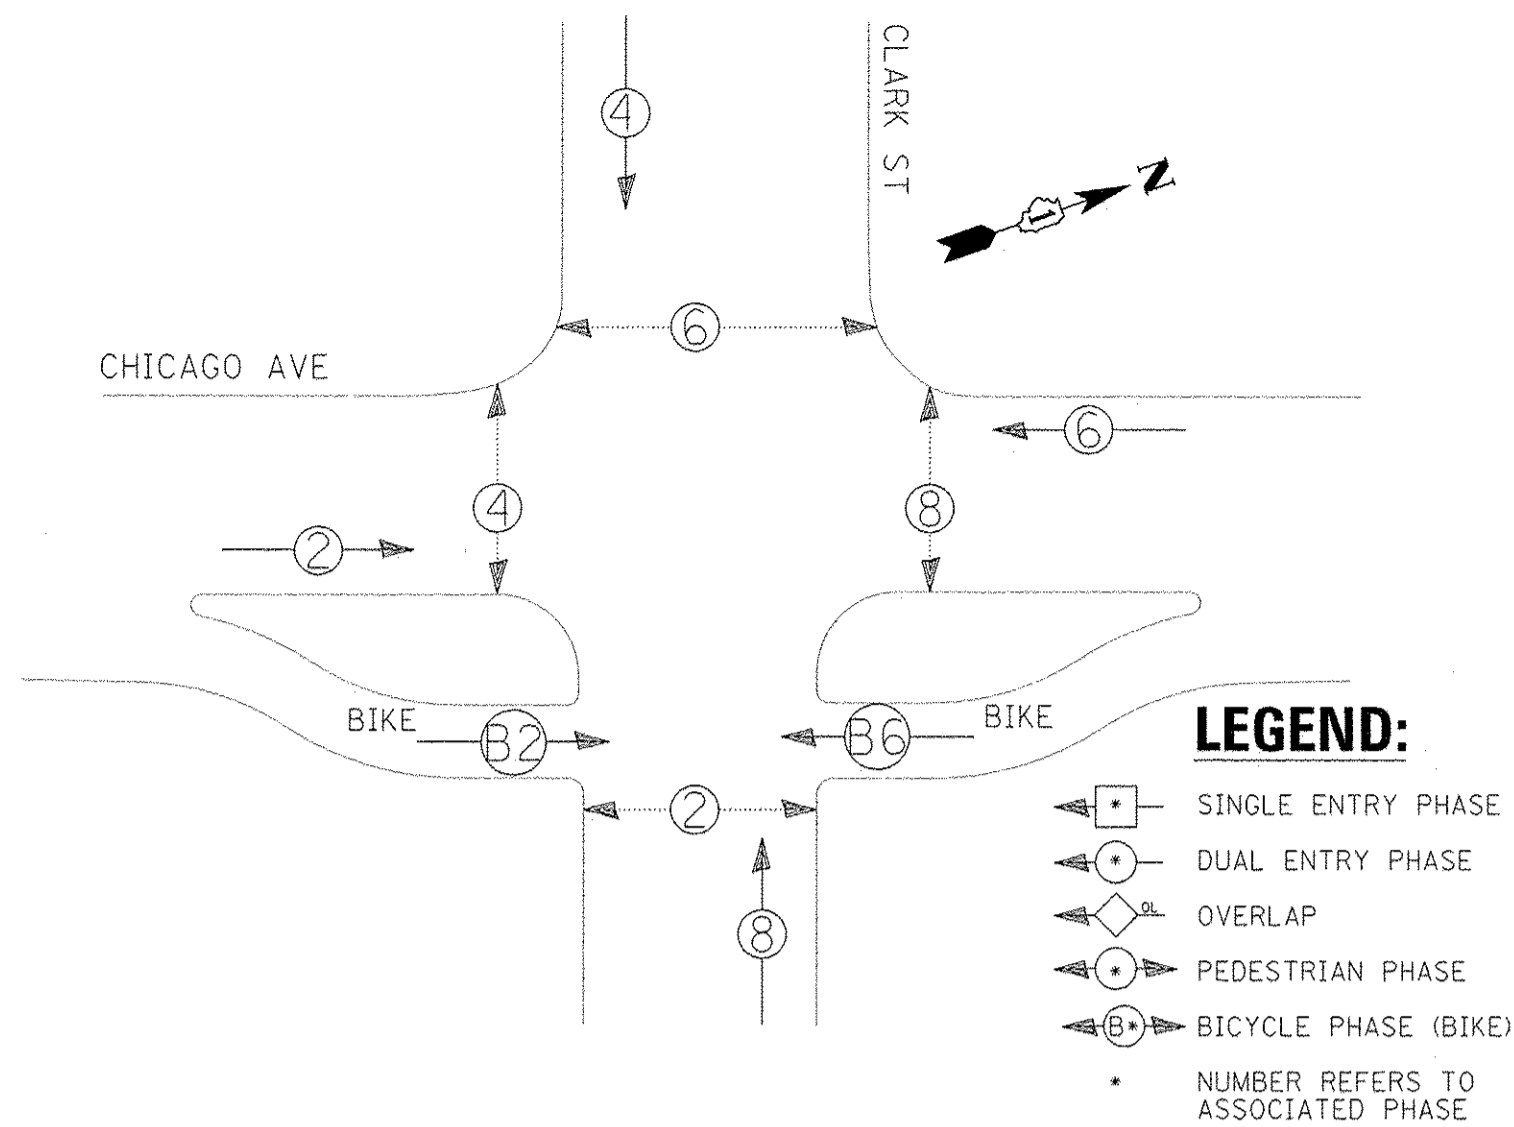 4
CLARK ST
N
1
6
CHICAGO AVE
6
4
8
2
BIKE
B2
B6
BIKE
2
8
LEGEND:
* SINGLE ENTRY PHASE
* DUAL ENTRY PHASE
OL OVERLAP
* PEDESTRIAN PHASE
B* BICYCLE PHASE (BIKE)
* NUMBER REFERS TO
ASSOCIATED PHASE